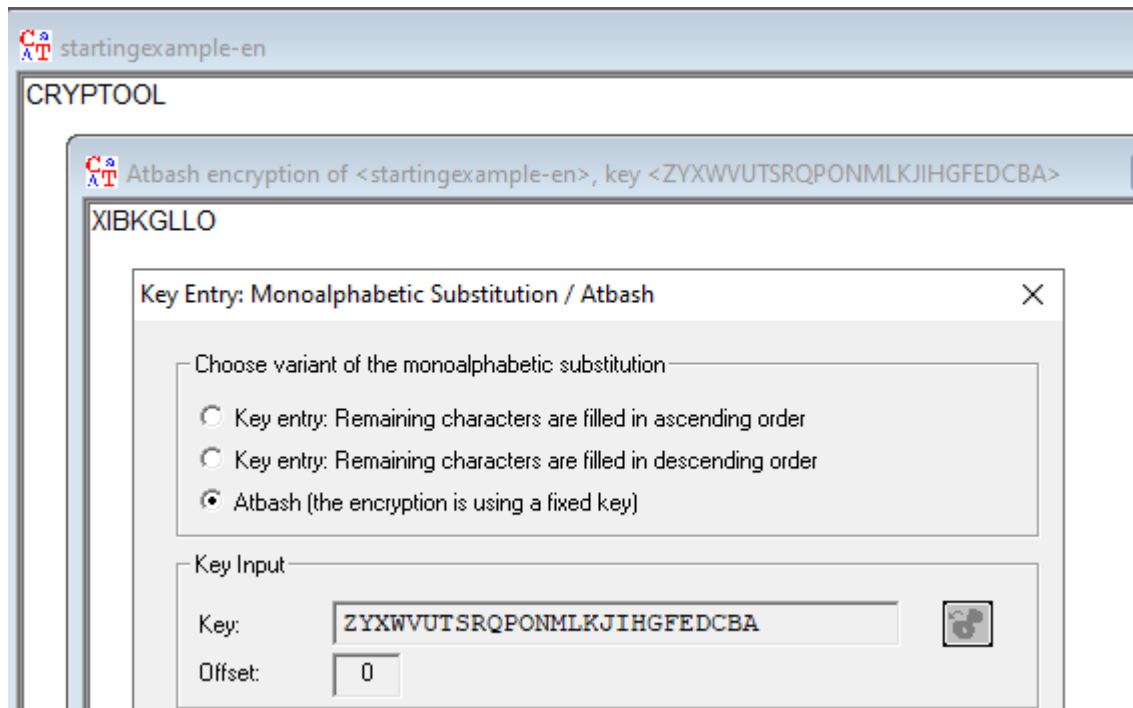 startingexample-en
CRYPTOOL
Atbash encryption of <startingexample-en>, key <ZYXWVUTSRQPONMLKJIHGFEDCBA>
XIBKGLLO
Key Entry: Monoalphabetic Substitution / Atbash
Choose variant of the monoalphabetic substitution
Key entry: Remaining characters are filled in ascending order
Key entry: Remaining characters are filled in descending order
Atbash (the encryption is using a fixed key)
Key Input
Key: ZYXWVUTSRQPONMLKJIHGFEDCBA
Offset: 0